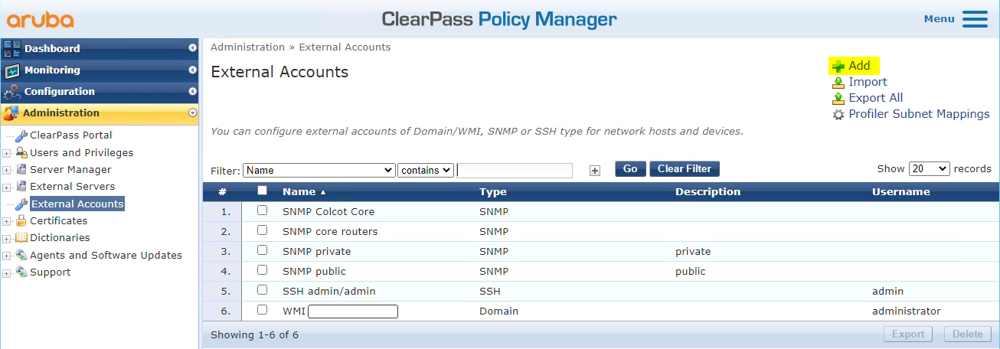 aruba
ClearPass Policy Manager
Menu
Dashboard
Monitoring
Configuration
Administration
ClearPass Portal
Users and Privileges
Server Manager
External Servers
External Accounts
Certificates
Dictionaries
Agents and Software Updates
Support
Administration » External Accounts
External Accounts
Add
Import
Export All
Profiler Subnet Mappings
You can configure external accounts of Domain/WMI, SNMP or SSH type for network hosts and devices.
Filter: Name contains Go Clear Filter Show 20 records
# Name ▲ Type Description Username
1. SNMP Colcot Core SNMP
2. SNMP core routers SNMP
3. SNMP private SNMP private
4. SNMP public SNMP public
5. SSH admin/admin SSH admin
6. WMI Domain administrator
Showing 1-6 of 6 Export Delete